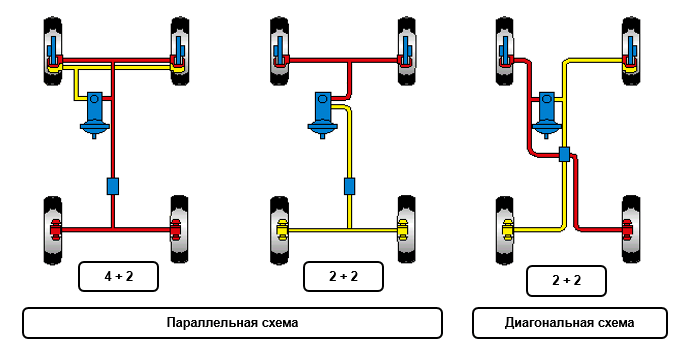 4 + 2
2 + 2
2 + 2
Параллельная схема
Диагональная схема